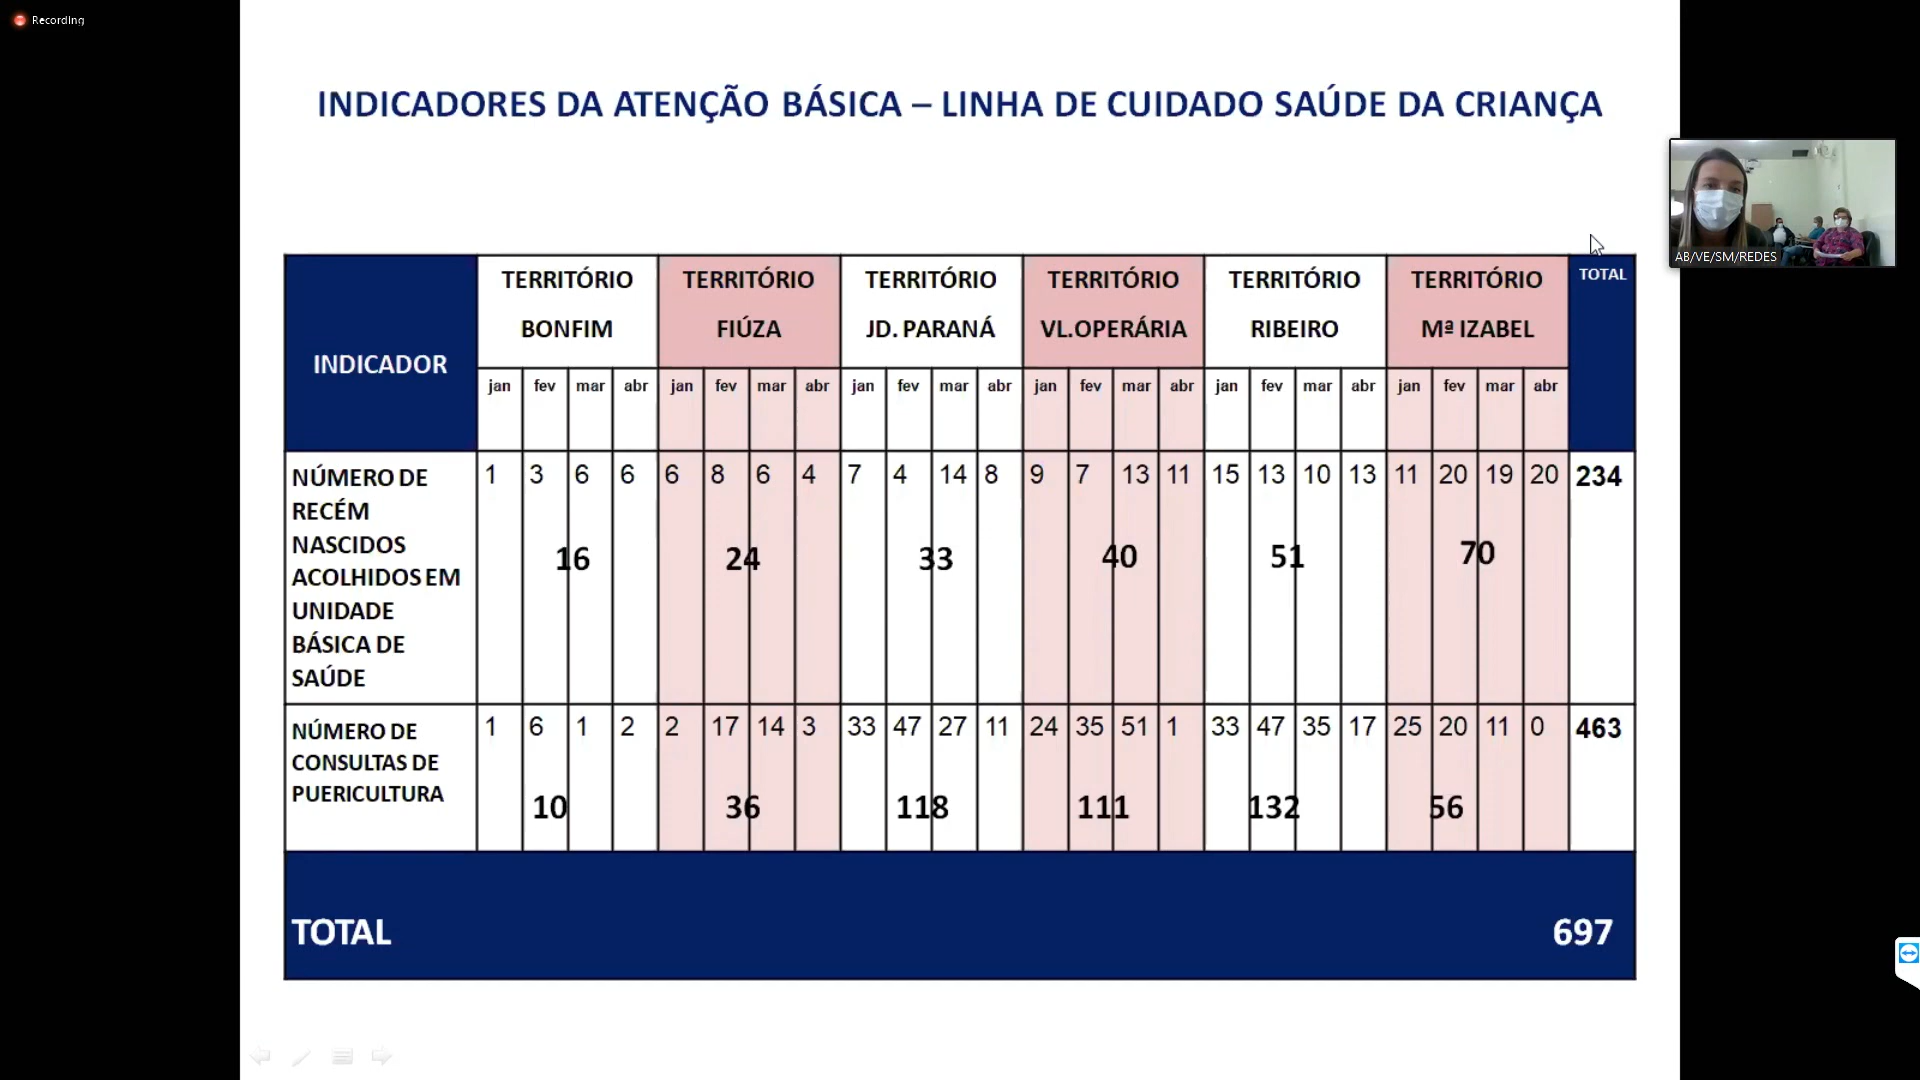 Recording
INDICADORES DA ATENÇÃO BÁSICA – LINHA DE CUIDADO SAÚDE DA CRIANÇA
AB/VE/SM/REDES
INDICADOR
TERRITÓRIO
BONFIM
TERRITÓRIO
FIÚZA
TERRITÓRIO
JD. PARANÁ
TERRITÓRIO
VL.OPERÁRIA
TERRITÓRIO
RIBEIRO
TERRITÓRIO
Mª IZABEL
TOTAL
jan fev mar abr jan fev mar abr jan fev mar abr jan fev mar abr jan fev mar abr jan fev mar abr
NÚMERO DE
RECÉM
NASCIDOS
ACOLHIDOS EM
UNIDADE
BÁSICA DE
SAÚDE
1 3 6 6 6 8 6 4 7 4 14 8 9 7 13 11 15 13 10 13 11 20 19 20 234
16 24 33 40 51 70
NÚMERO DE
CONSULTAS DE
PUERICULTURA
1 6 1 2 2 17 14 3 33 47 27 11 24 35 51 1 33 47 35 17 25 20 11 0 463
10 36 118 111 132 56
TOTAL 697